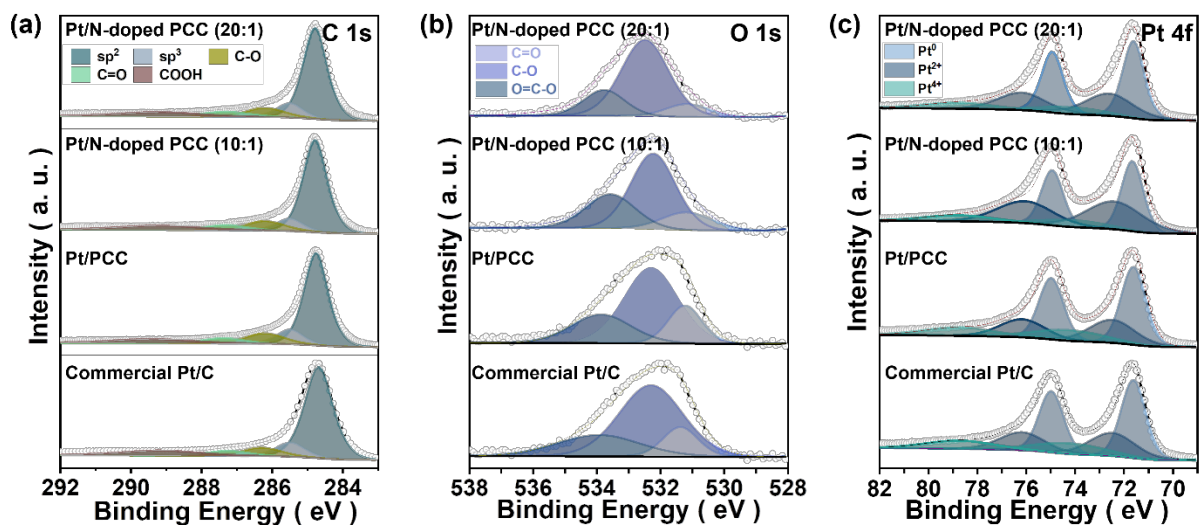 (a)
Pt/N-doped PCC (20:1)
C 1s
sp²
sp³
C-O
C=O
COOH
Pt/N-doped PCC (10:1)
Pt/PCC
Commercial Pt/C
Intensity ( a. u. )
292 290 288 286 284
Binding Energy ( eV )
(b)
Pt/N-doped PCC (20:1)
O 1s
C=O
C-O
O=C-O
Pt/N-doped PCC (10:1)
Pt/PCC
Commercial Pt/C
Intensity ( a. u. )
538 535 533 530 528
Binding Energy ( eV )
(c)
Pt/N-doped PCC (20:1)
Pt 4f
Pt⁰
Pt²⁺
Pt⁴⁺
Pt/N-doped PCC (10:1)
Pt/PCC
Commercial Pt/C
Intensity ( a. u. )
82 80 78 76 74 72 70
Binding Energy ( eV )